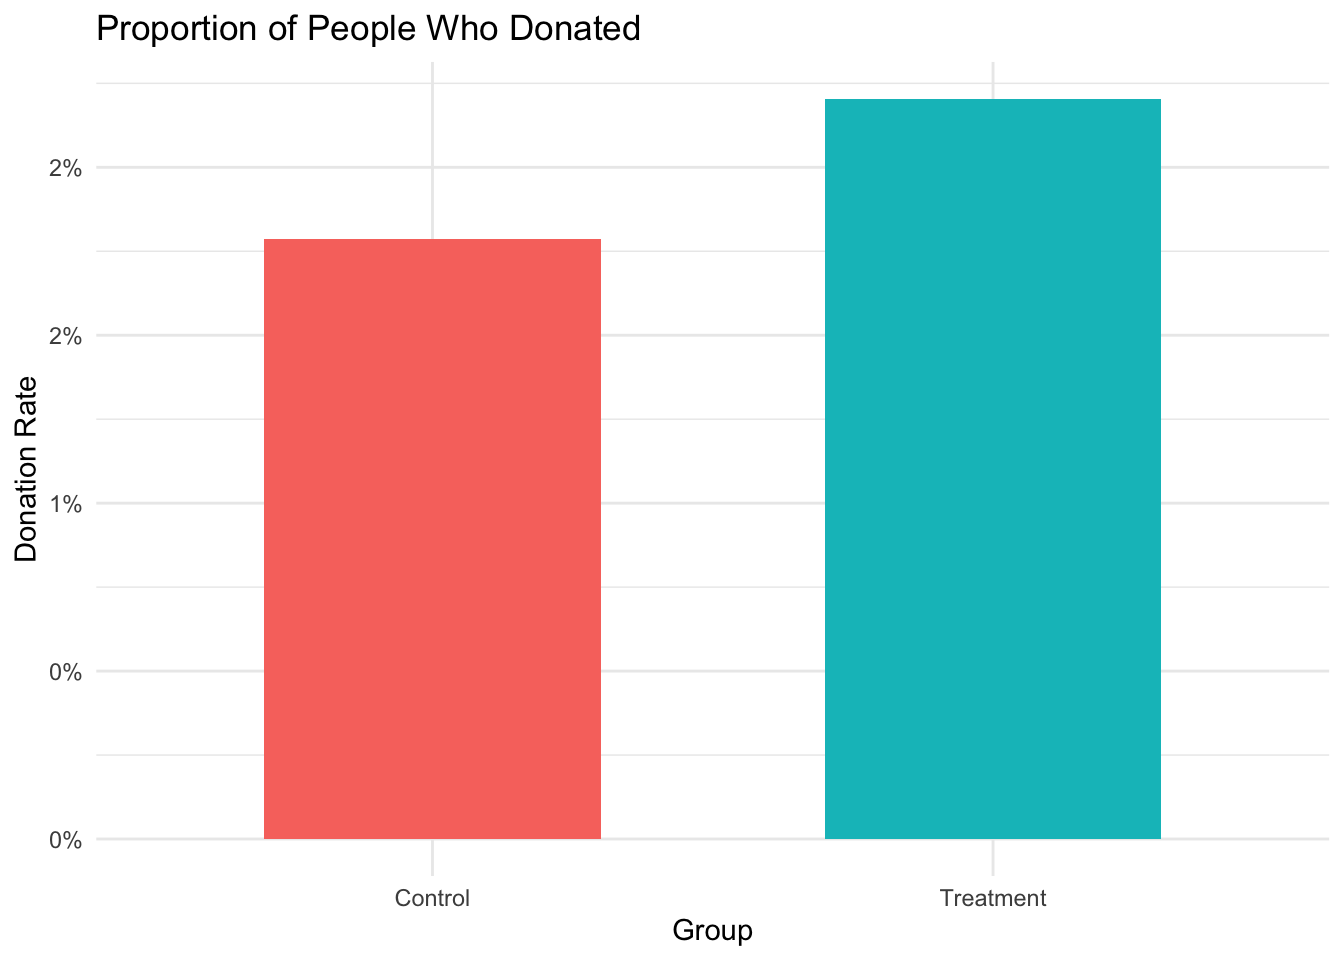 Proportion of People Who Donated
2%
2%
1%
0%
0%
Donation Rate
Control
Treatment
Group